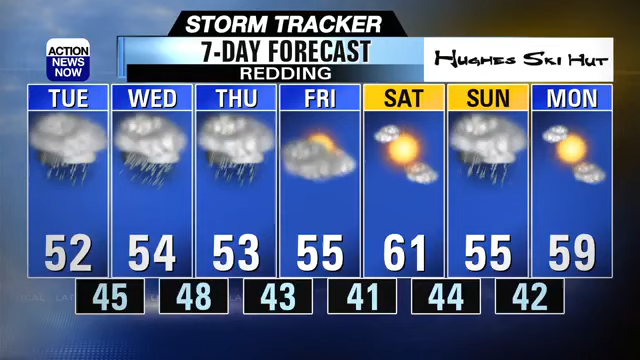 STORM TRACKER
ACTION
NEWS
NOW
7-DAY FORECAST
REDDING
HUGHES SKI HUT
TUE WED THU FRI SAT SUN MON
52 54 53 55 61 55 59
45 48 43 41 44 42